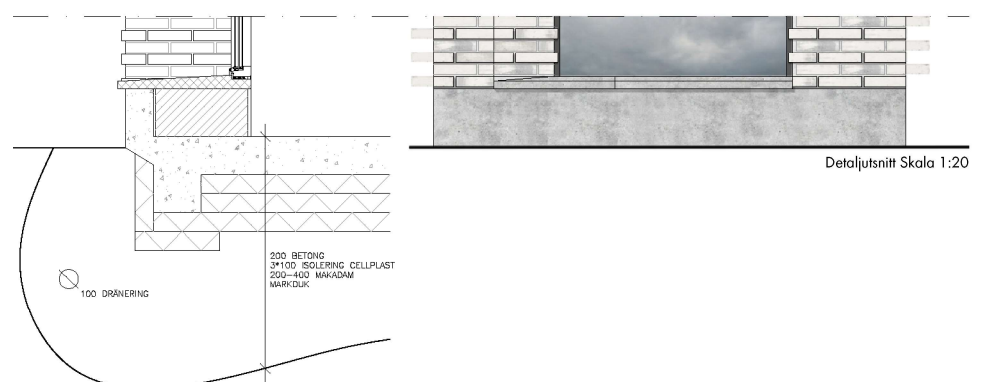 Detaljutsnitt Skala 1:20
200 BETONG
3*100 ISOLERING CELLPLAST
200-400 MAKADAM
MARKDUK
100 DRÄNERING